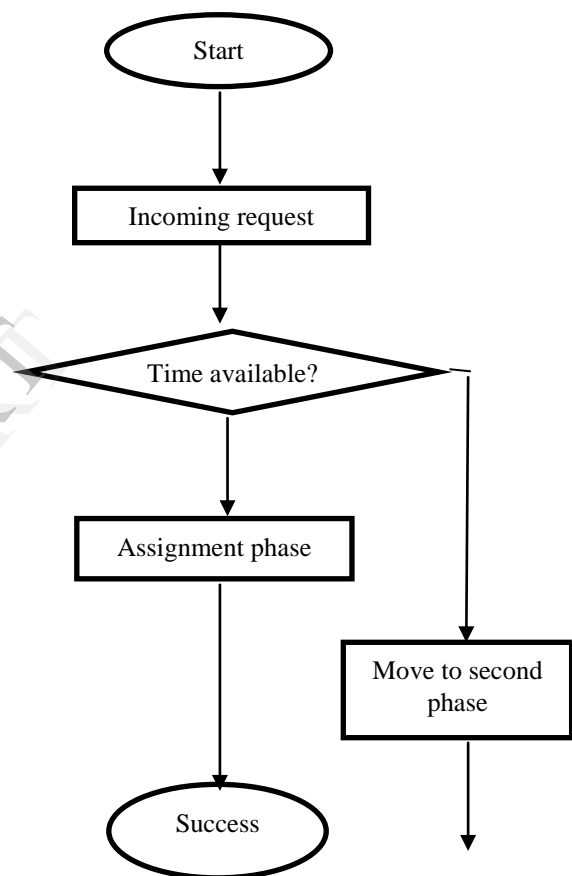 Start
Incoming request
Time available?
Assignment phase
Move to second
phase
Success